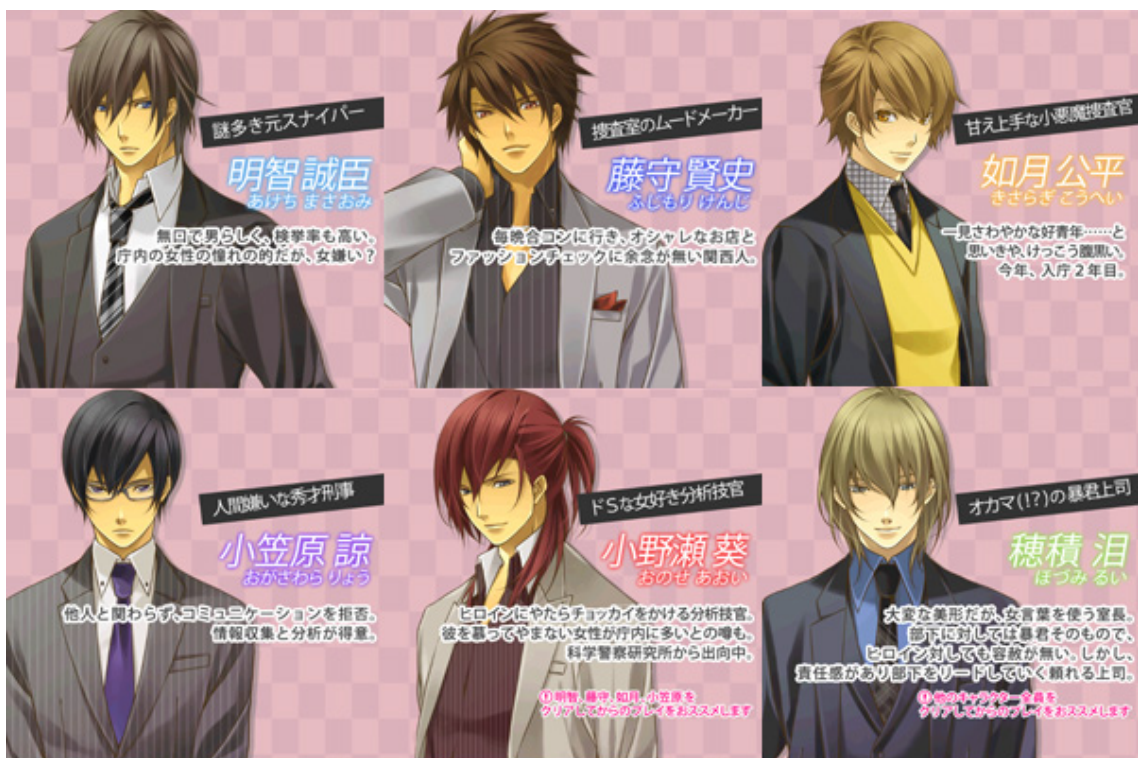 謎多き元スナイパー
明智 誠臣
あけち まさおみ
無口で男らしく、検挙率も高い。
庁内の女性の憧れの的だが、女嫌い？
捜査室のムードメーカー
藤守 賢史
ふじもり けんじ
毎晩合コンに行き、オシャレなお店と
ファッションチェックに余念が無い関西人。
甘え上手な小悪魔捜査官
如月 公平
きさらぎ こうへい
一見さわやかな好青年……と
思いきや、けっこう腹黒い。
今年、入庁２年目。
人間嫌いな秀才刑事
小笠原 諒
おがさわら りょう
他人と関わらず、コミュニケーションを拒否。
情報収集と分析が得意。
ドSな女好き分析技官
小野瀬 葵
おのせ あおい
ヒロインにやたらチョッカイをかける分析技官。
彼を慕ってやまない女性が庁内に多いとの噂も。
科学警察研究所から出向中。
①明智、藤守、如月、小笠原を
クリアしてからのプレイをおススメします
オカマ(!?)の暴君上司
穂積 泪
ほづみ るい
大変な美形だが、女言葉を使う室長。
部下に対しては暴君そのもので、
ヒロイン対しても容赦が無い。しかし、
責任感があり部下をリードしていく頼れる上司。
①他のキャラクター全員を
クリアしてからのプレイをおススメします